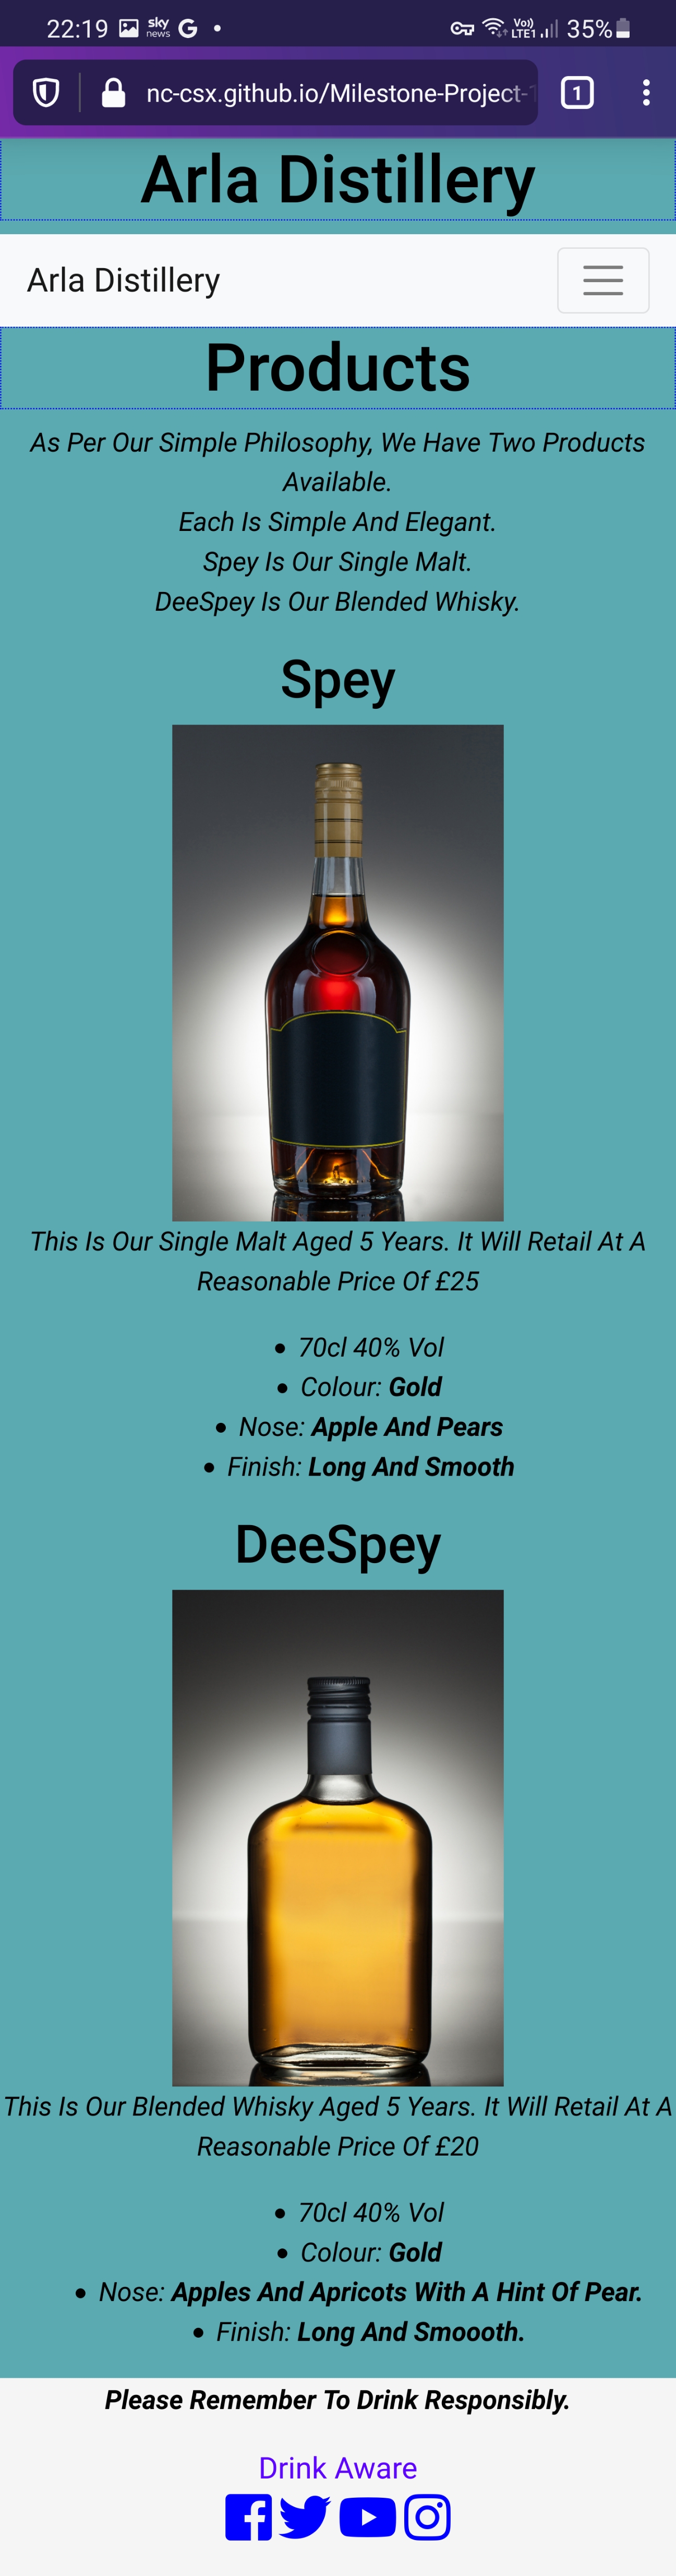 22:19 sky news G Vo)) LTE1 35%
nc-csx.github.io/Milestone-Project- 1
Arla Distillery
Arla Distillery
Products
As Per Our Simple Philosophy, We Have Two Products
Available.
Each Is Simple And Elegant.
Spey Is Our Single Malt.
DeeSpey Is Our Blended Whisky.
Spey
This Is Our Single Malt Aged 5 Years. It Will Retail At A
Reasonable Price Of £25
• 70cl 40% Vol
• Colour: Gold
• Nose: Apple And Pears
• Finish: Long And Smooth
DeeSpey
This Is Our Blended Whisky Aged 5 Years. It Will Retail At A
Reasonable Price Of £20
• 70cl 40% Vol
• Colour: Gold
• Nose: Apples And Apricots With A Hint Of Pear.
• Finish: Long And Smoooth.
Please Remember To Drink Responsibly.
Drink Aware